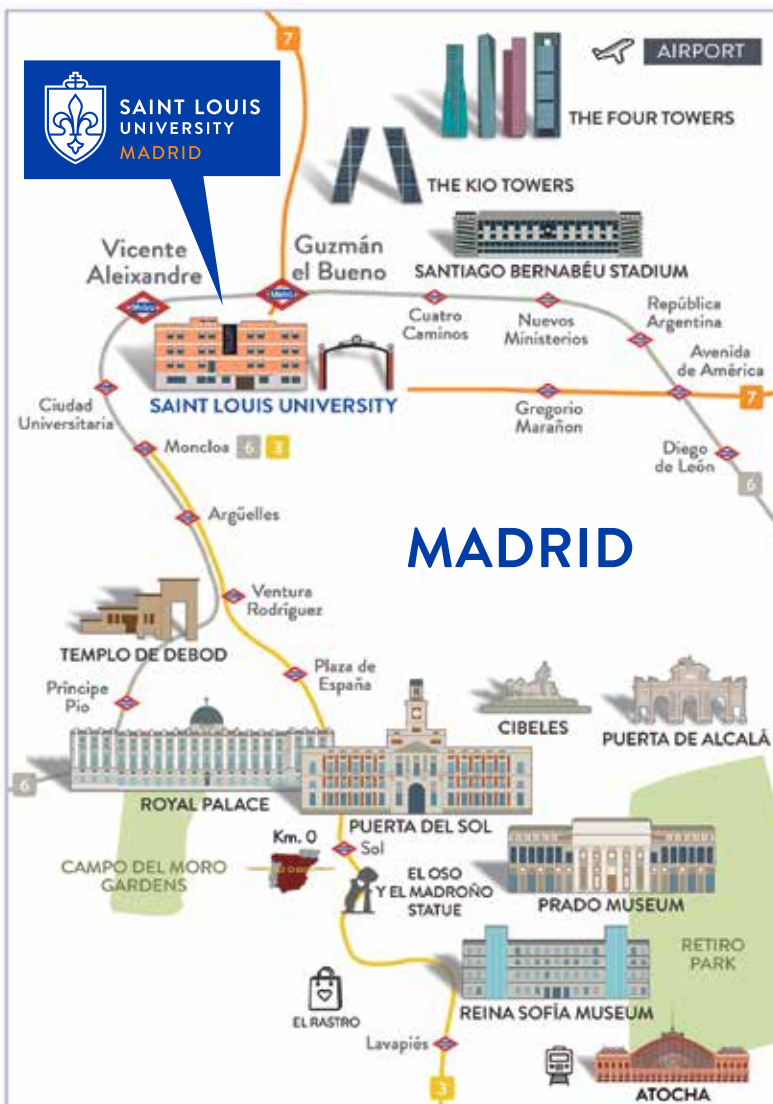 7
SAINT LOUIS
UNIVERSITY
MADRID
AIRPORT
THE FOUR TOWERS
THE KIO TOWERS
SANTIAGO BERNABÉU STADIUM
Vicente
Aleixandre
Guzmán
el Bueno
Metro
Metro
Cuatro
Caminos
Nuevos
Ministerios
República
Argentina
Avenida
de América
SAINT LOUIS UNIVERSITY
Ciudad
Universitaria
Gregorio
Marañon
7
Moncloa 6 3
Diego
de León
6
Argüelles
MADRID
Ventura
Rodríguez
TEMPLO DE DEBOD
Plaza de
España
Príncipe
Pío
CIBELES
PUERTA DE ALCALÁ
6
ROYAL PALACE
PUERTA DEL SOL
Km. 0
Sol
CAMPO DEL MORO
GARDENS
EL OSO
Y EL MADROÑO
STATUE
PRADO MUSEUM
RETIRO
PARK
EL RASTRO
REINA SOFÍA MUSEUM
Lavapiés
3
ATOCHA